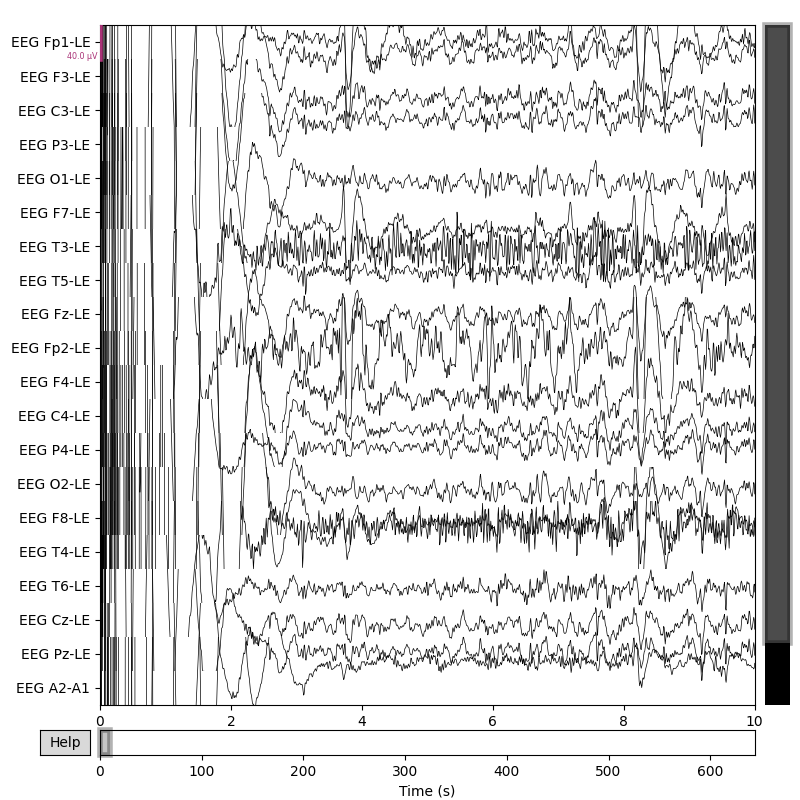 EEG Fp1-LE
40.0 µV
EEG F3-LE
EEG C3-LE
EEG P3-LE
EEG O1-LE
EEG F7-LE
EEG T3-LE
EEG T5-LE
EEG Fz-LE
EEG Fp2-LE
EEG F4-LE
EEG C4-LE
EEG P4-LE
EEG O2-LE
EEG F8-LE
EEG T4-LE
EEG T6-LE
EEG Cz-LE
EEG Pz-LE
EEG A2-A1
0 2 4 6 8 10
Help
0 100 200 300 400 500 600
Time (s)